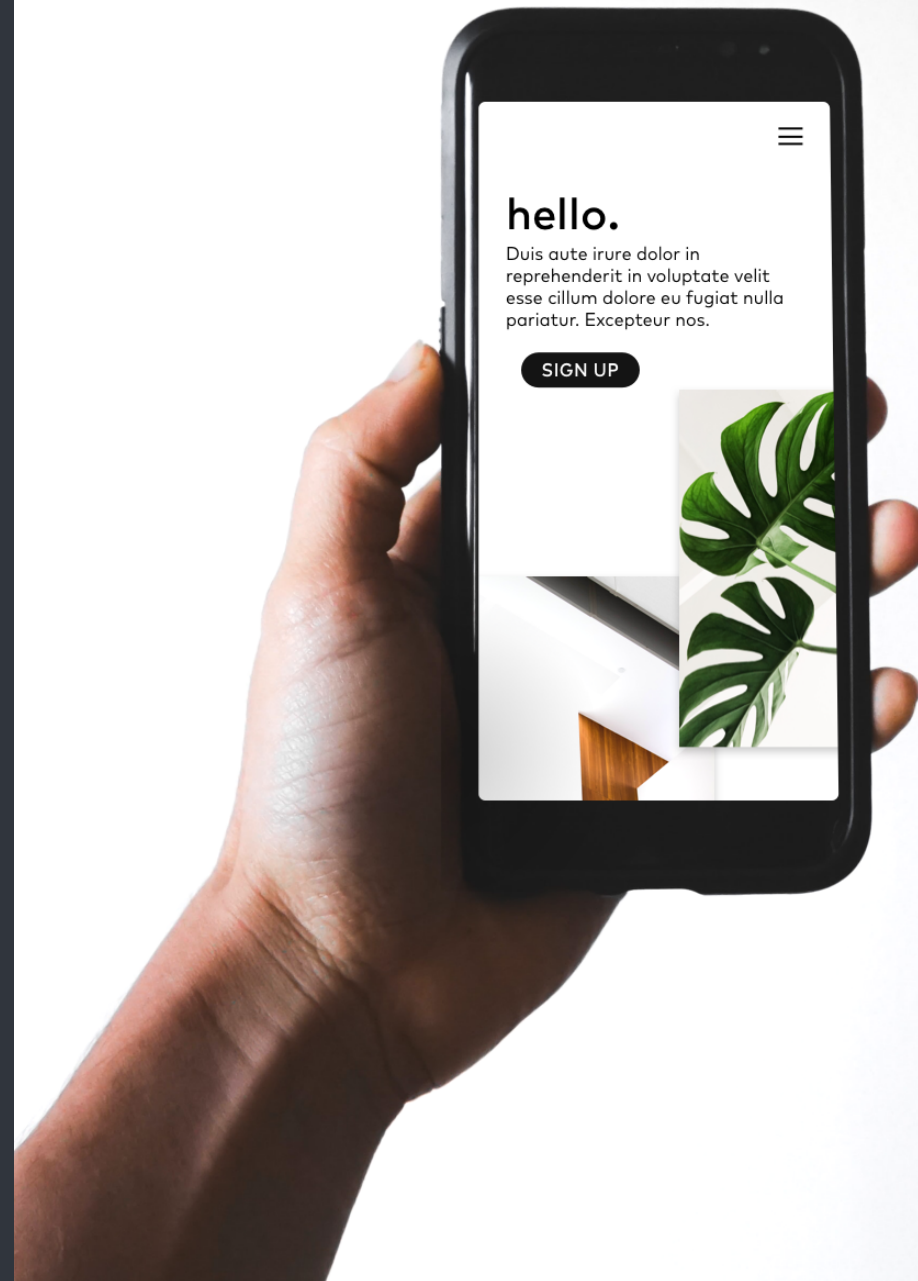 hello.
Duis aute irure dolor in
reprehenderit in voluptate velit
esse cillum dolore eu fugiat nulla
pariatur. Excepteur nos.
SIGN UP